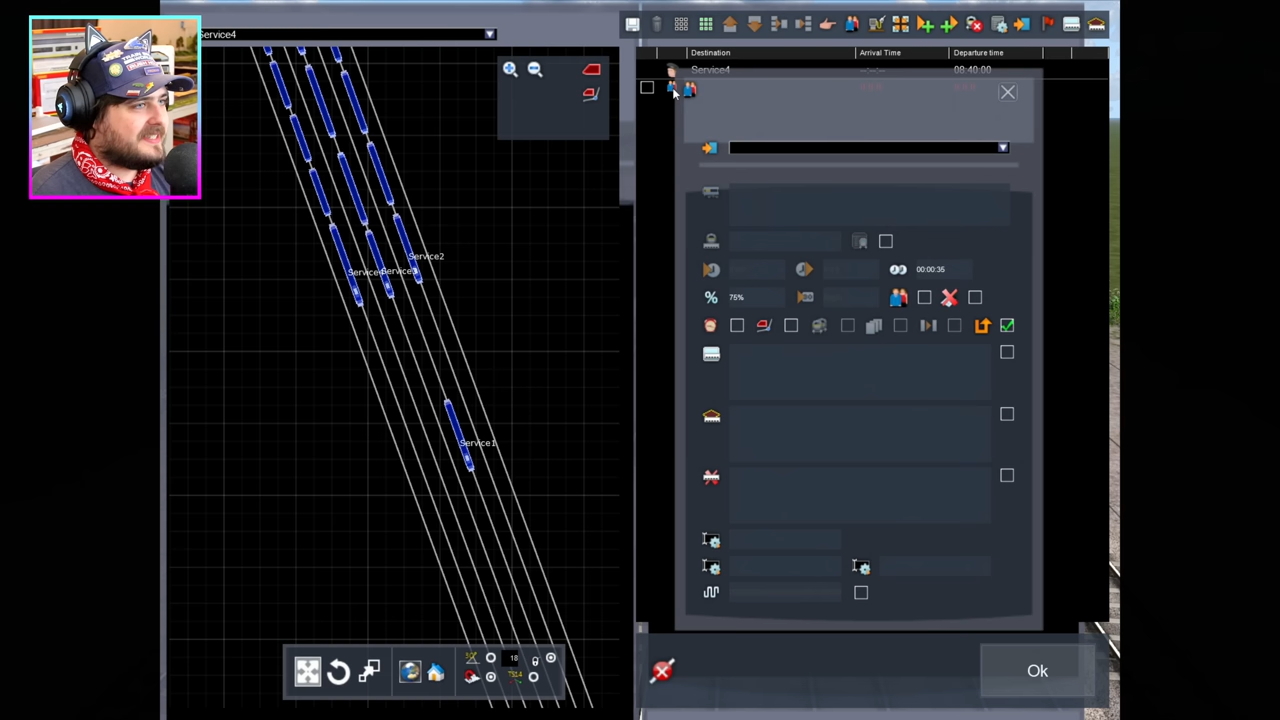 Service4
Destination
Arrival Time
Departure time
Service4
--:--:--
08:40:00
Service2
Service3
Service1
00:00:35
%
75%
18
Ok